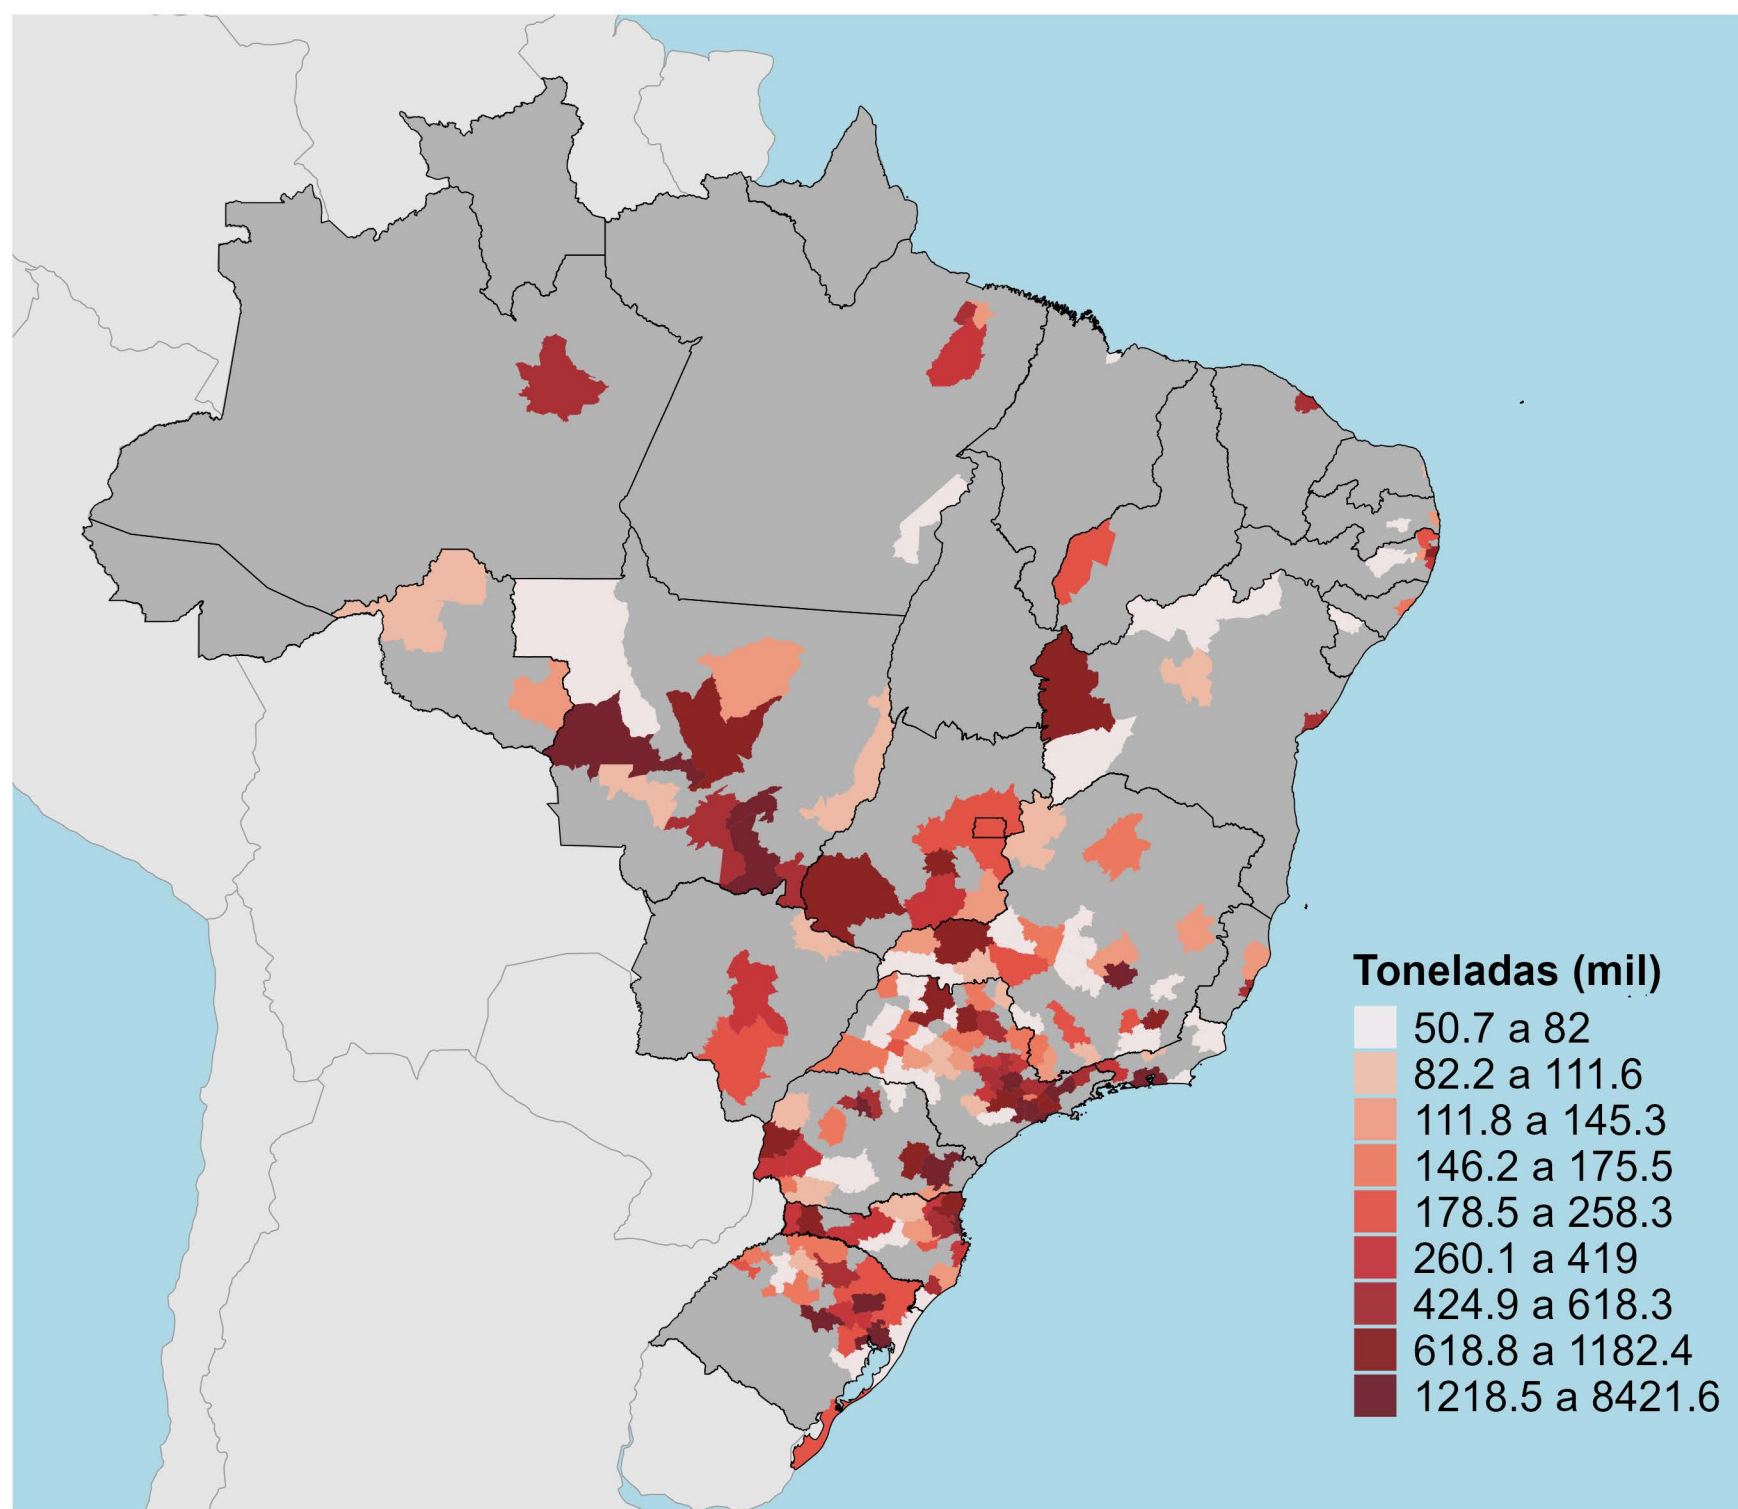 Toneladas (mil)
50.7 a 82
82.2 a 111.6
111.8 a 145.3
146.2 a 175.5
178.5 a 258.3
260.1 a 419
424.9 a 618.3
618.8 a 1182.4
1218.5 a 8421.6